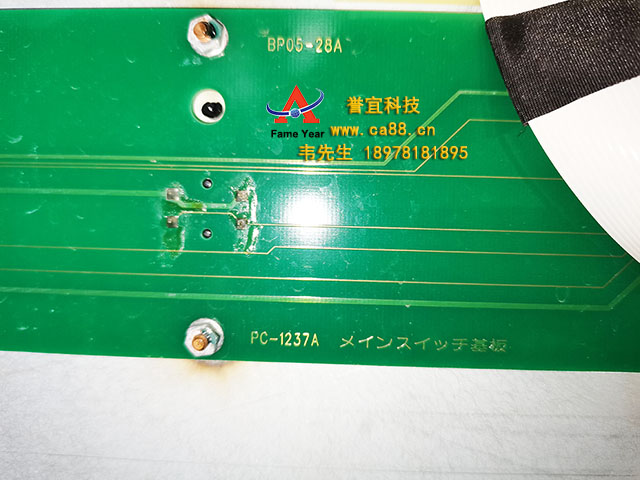 BP05-28A
誉宜科技
Fame Year
www.ca88.cn
韦先生 18978181895
PC-1237A メインスイッチ基板